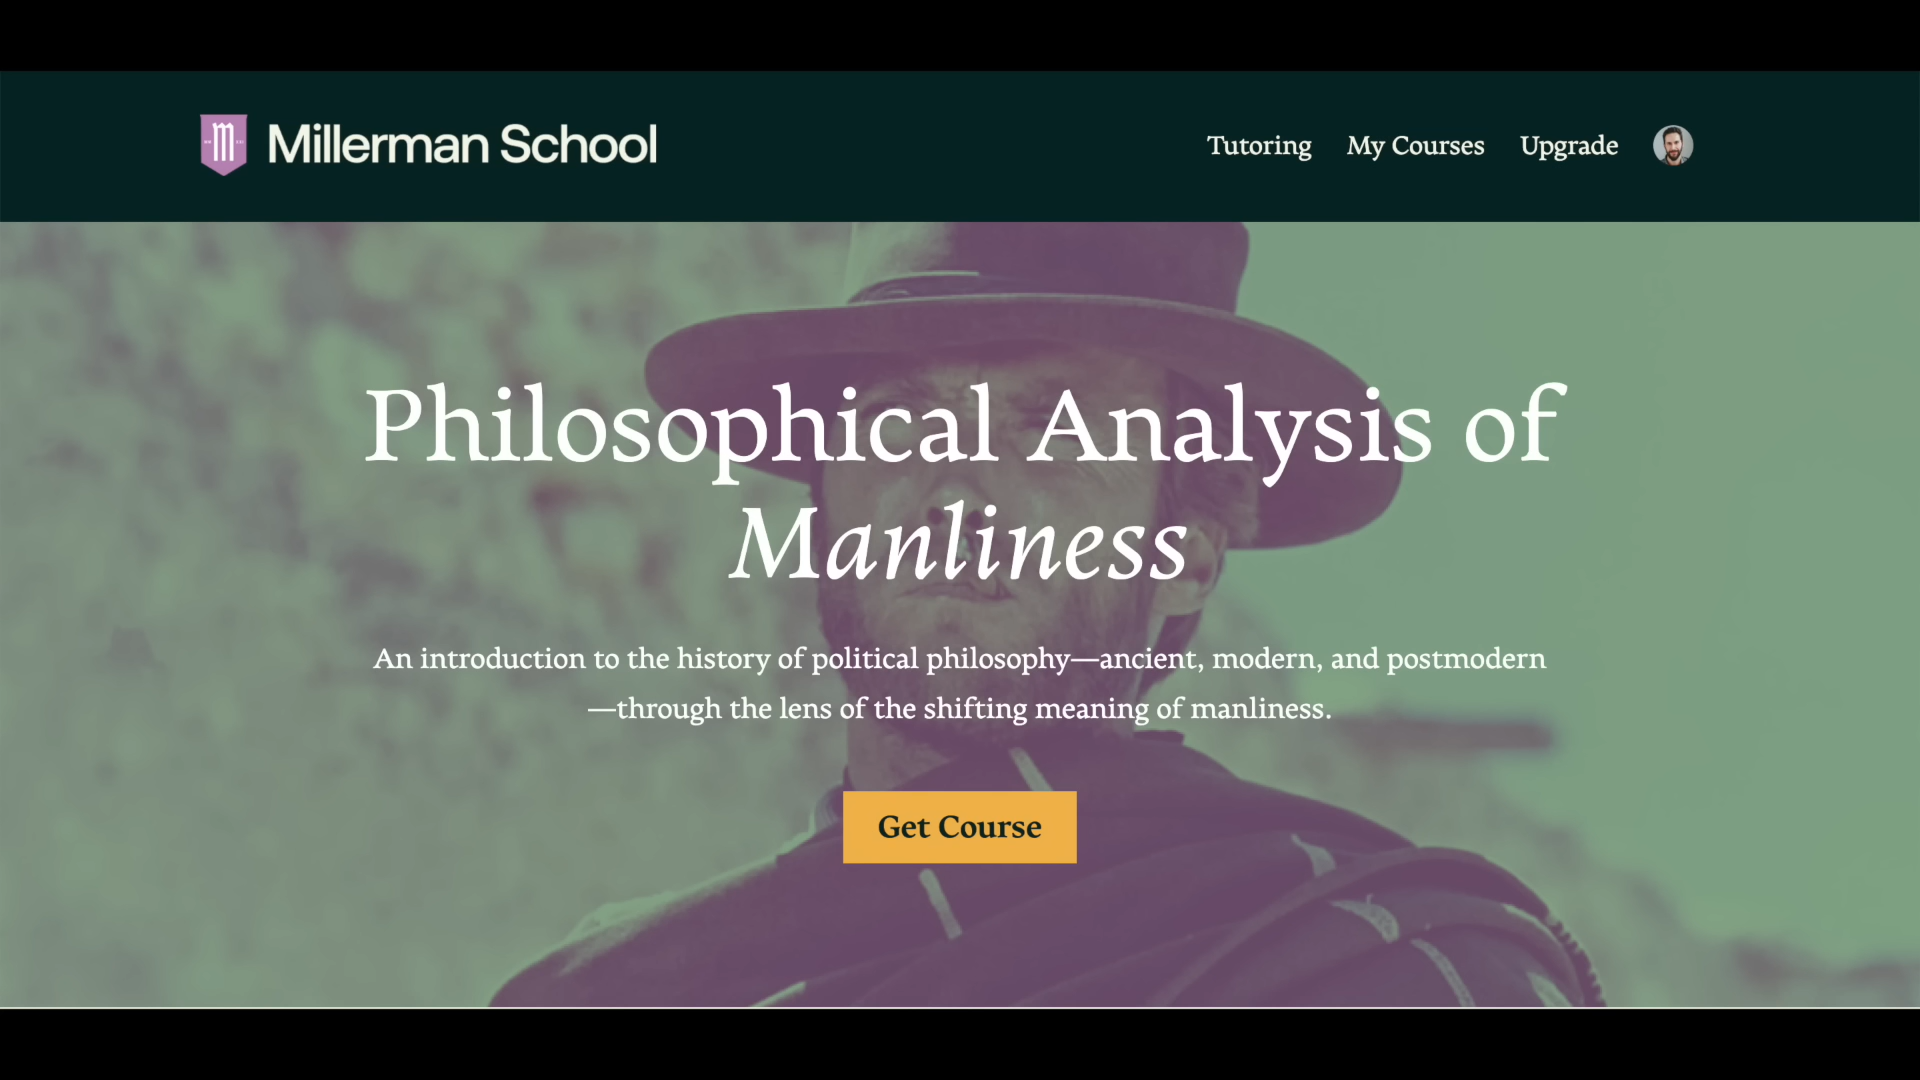 Millerman School
Tutoring
My Courses
Upgrade
Philosophical Analysis of
Manliness
An introduction to the history of political philosophy—ancient, modern, and postmodern
—through the lens of the shifting meaning of manliness.
Get Course